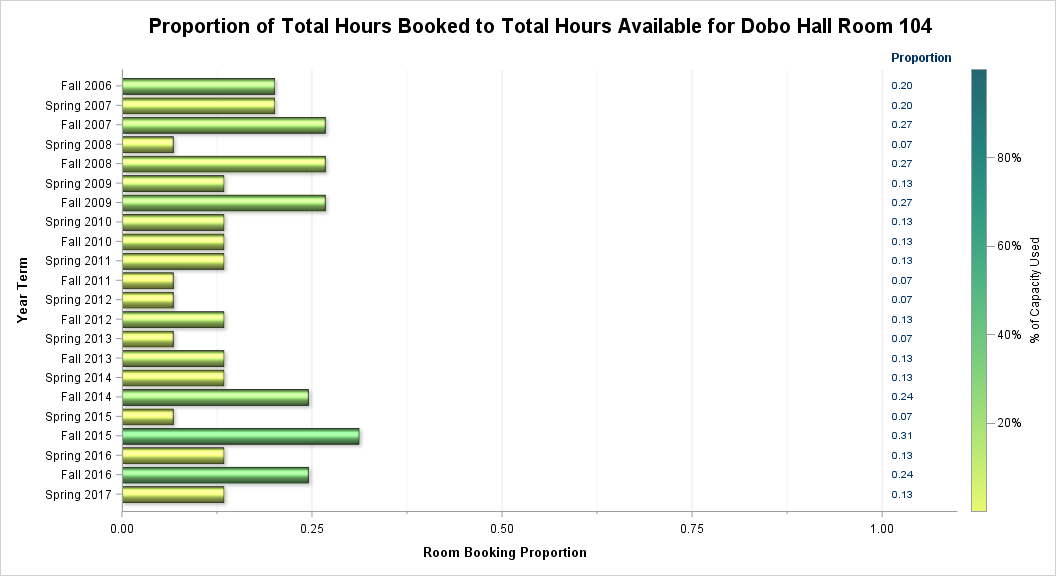 Proportion of Total Hours Booked to Total Hours Available for Dobo Hall Room 104
Proportion
Fall 2006 0.20
Spring 2007 0.20
Fall 2007 0.27
Spring 2008 0.07
Fall 2008 0.27
Spring 2009 0.13
Fall 2009 0.27
Spring 2010 0.13
Fall 2010 0.13
Spring 2011 0.13
Fall 2011 0.07
Spring 2012 0.07
Fall 2012 0.13
Spring 2013 0.07
Fall 2013 0.13
Spring 2014 0.13
Fall 2014 0.24
Spring 2015 0.07
Fall 2015 0.31
Spring 2016 0.13
Fall 2016 0.24
Spring 2017 0.13
Year Term
0.00 0.25 0.50 0.75 1.00
Room Booking Proportion
80%
60%
40%
20%
% of Capacity Used